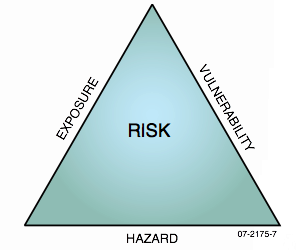 EXPOSURE
VULNERABILITY
RISK
07-2175-7
HAZARD